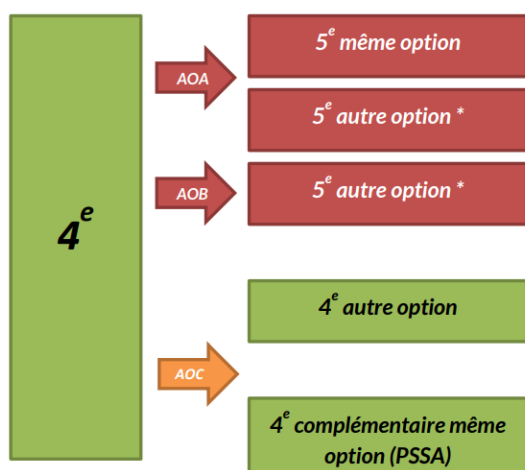 4e
AOA
5e même option
5e autre option *
AOB
5e autre option *
AOC
4e autre option
4e complémentaire même
option (PSSA)